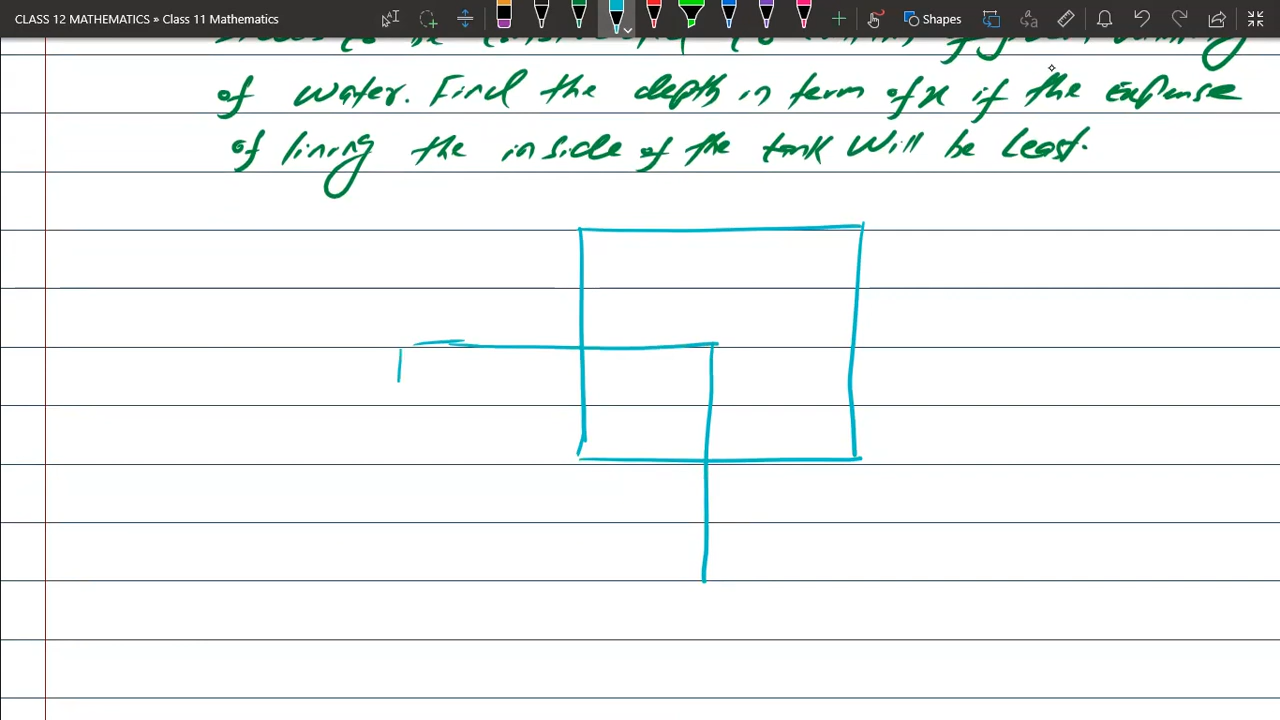 CLASS 12 MATHEMATICS » Class 11 Mathematics
Shapes
of water. Find the depth in term of x if the expense
of lining the inside of the tank will be least.